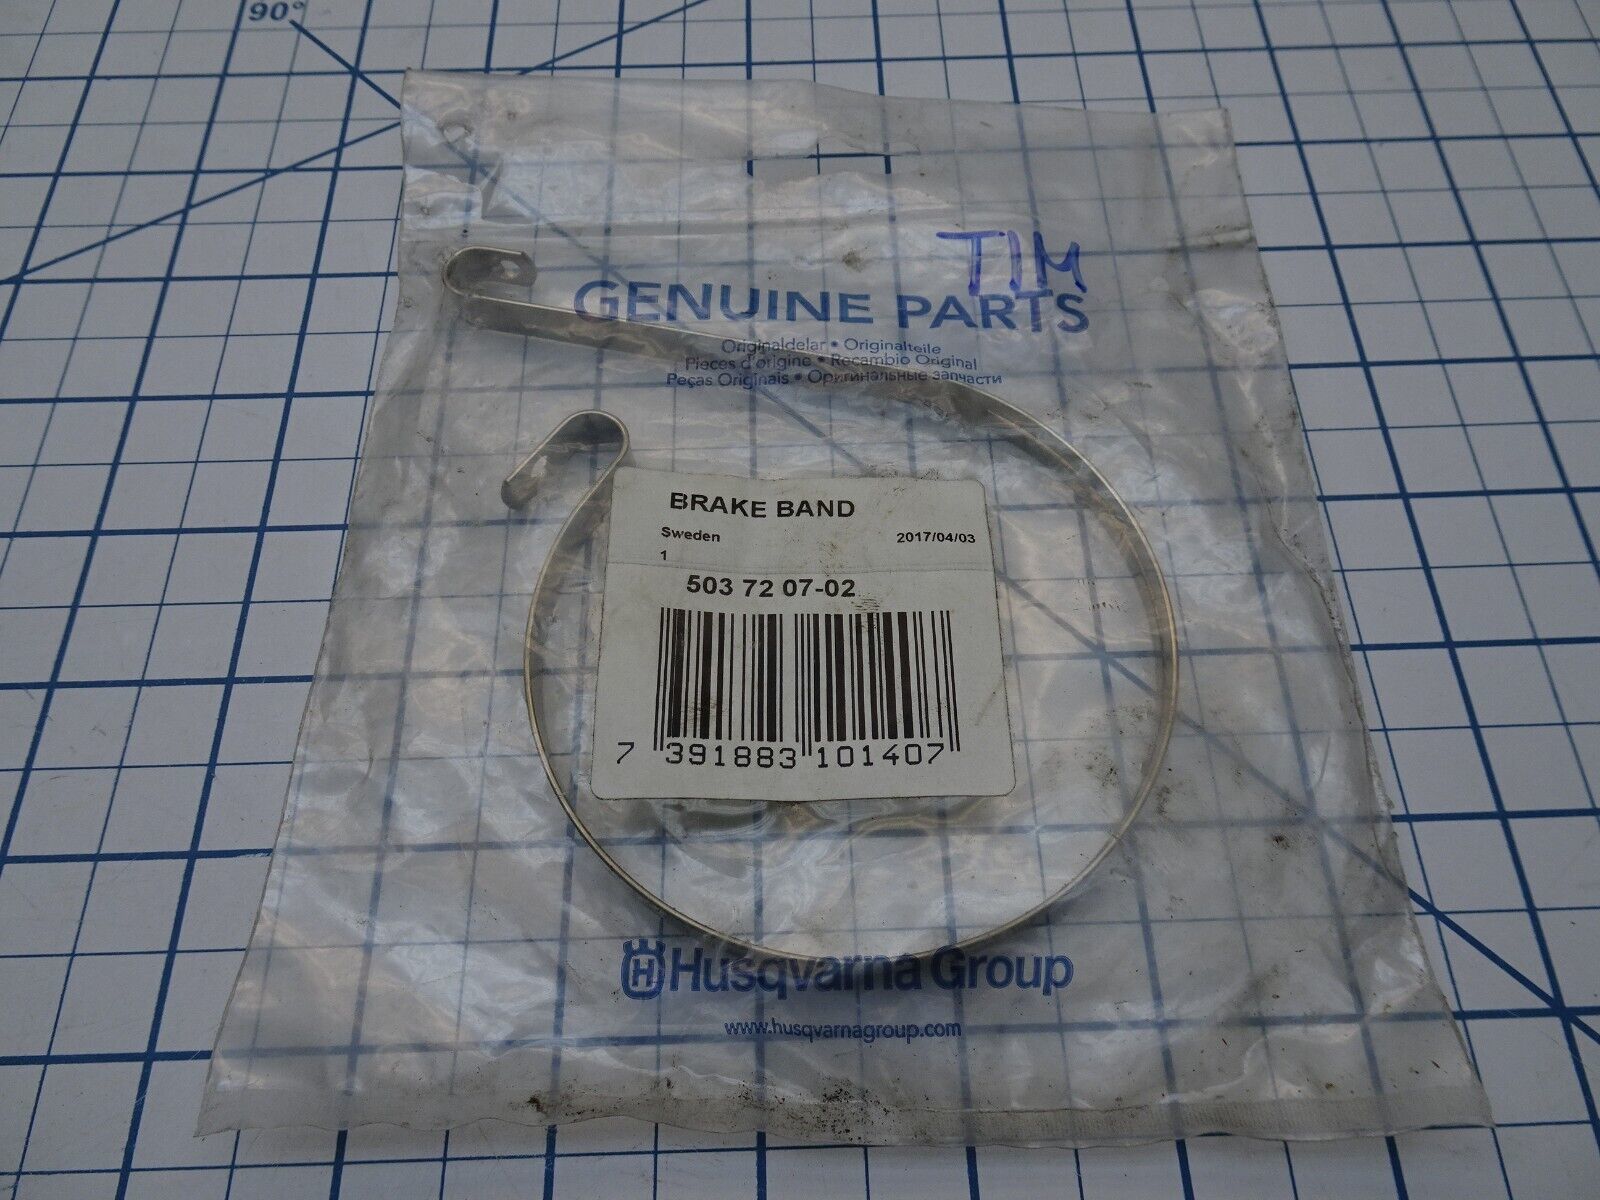 90°
TIM
GENUINE PARTS
Originaldelar • Originalteile
Pieces d'origine • Recambio Original
Peças Originais • Оригинальные запчасти
BRAKE BAND
Sweden 2017/04/03
1
503 72 07-02
7 391883 101407
H Husqvarna Group
www.husqvarnagroup.com